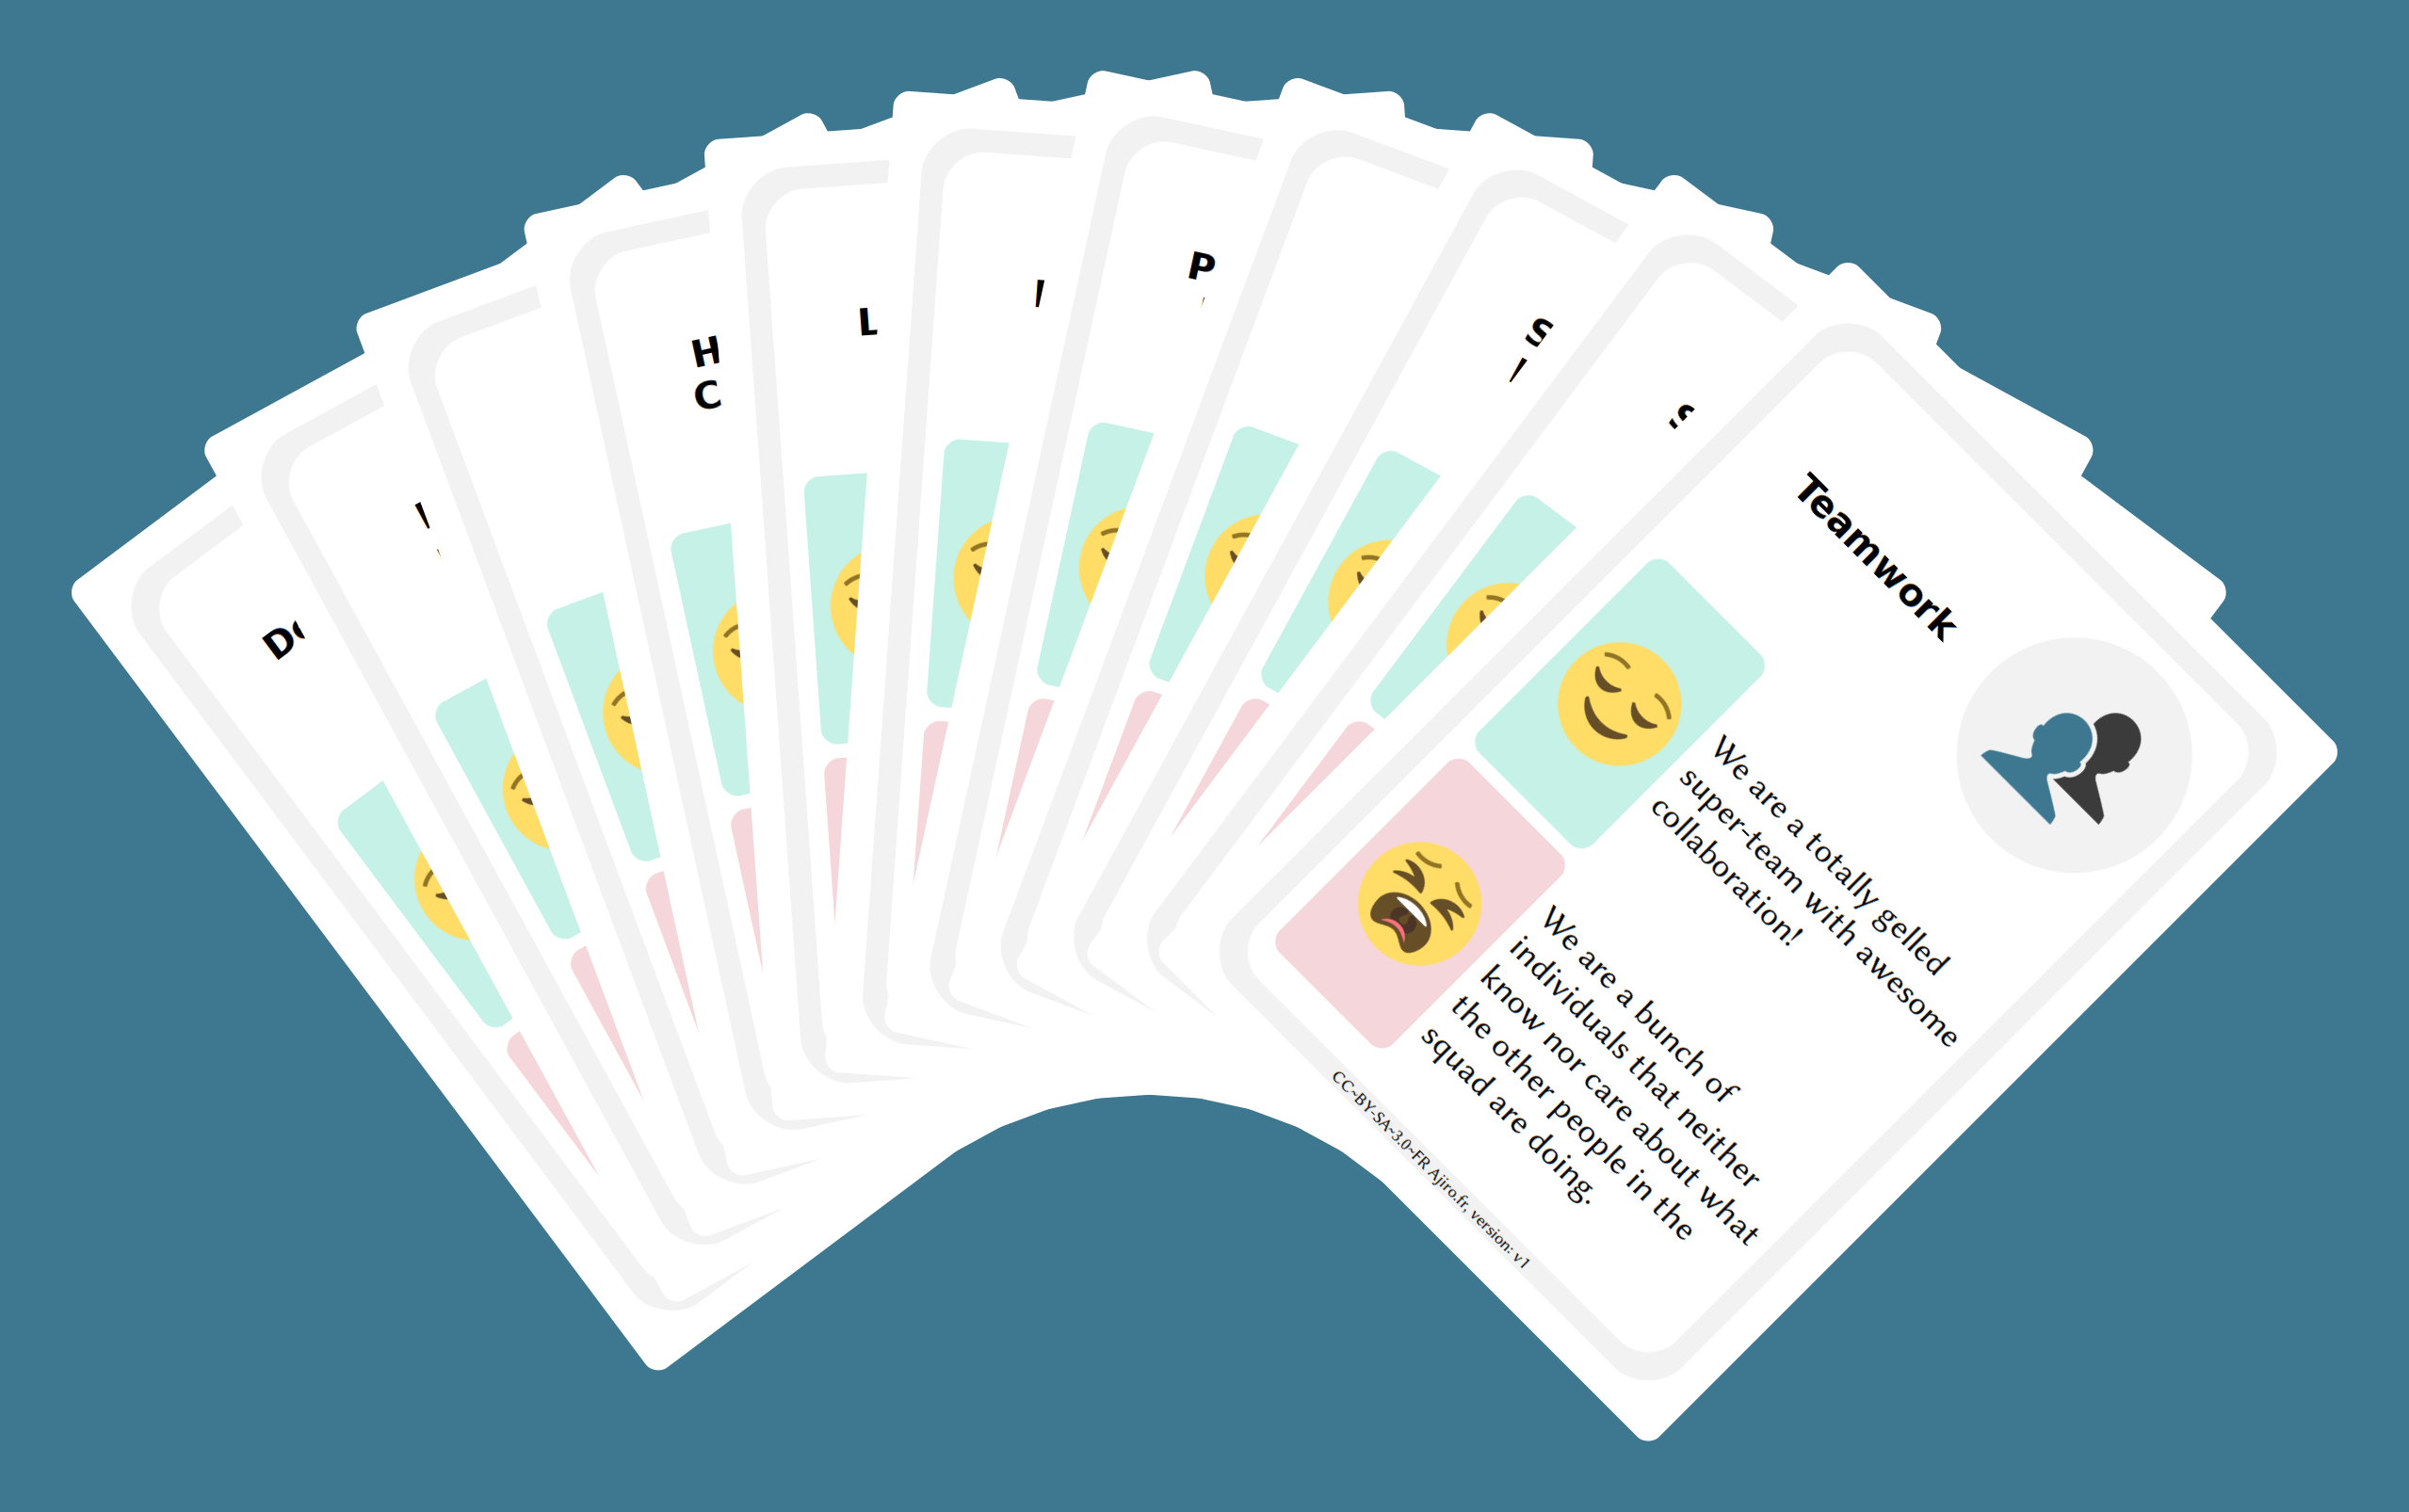 H
C
L
P
S
Teamwork
We are a totally gelled
super-team with awesome
collaboration!
We are a bunch of
individuals that neither
know nor care about what
the other people in the
squad are doing.
CC~BY-SA~3.0~FR Ajiro.fr, version: v1